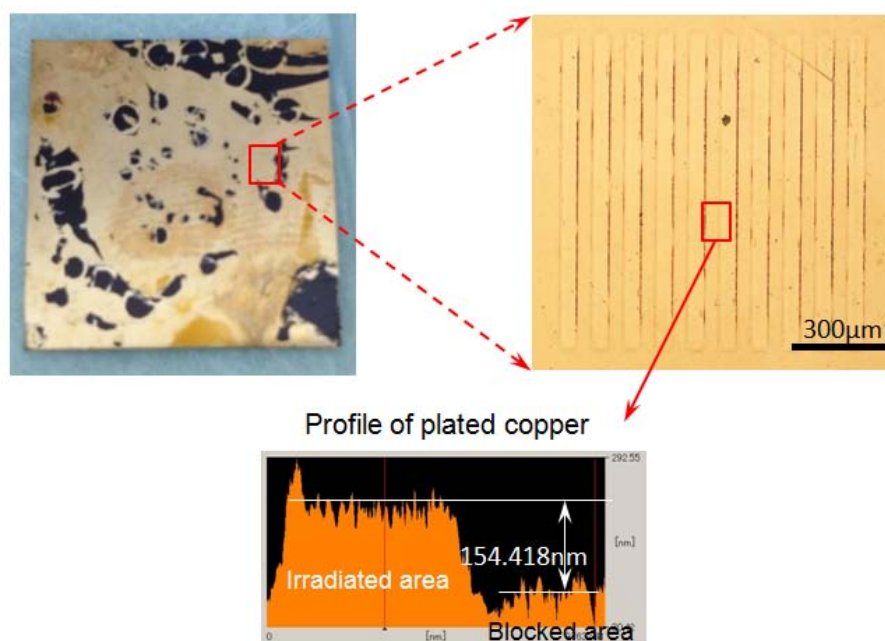 300μm
Profile of plated copper
292.55
[nm]
154.418nm
Irradiated area
0
[nm]
Blocked area